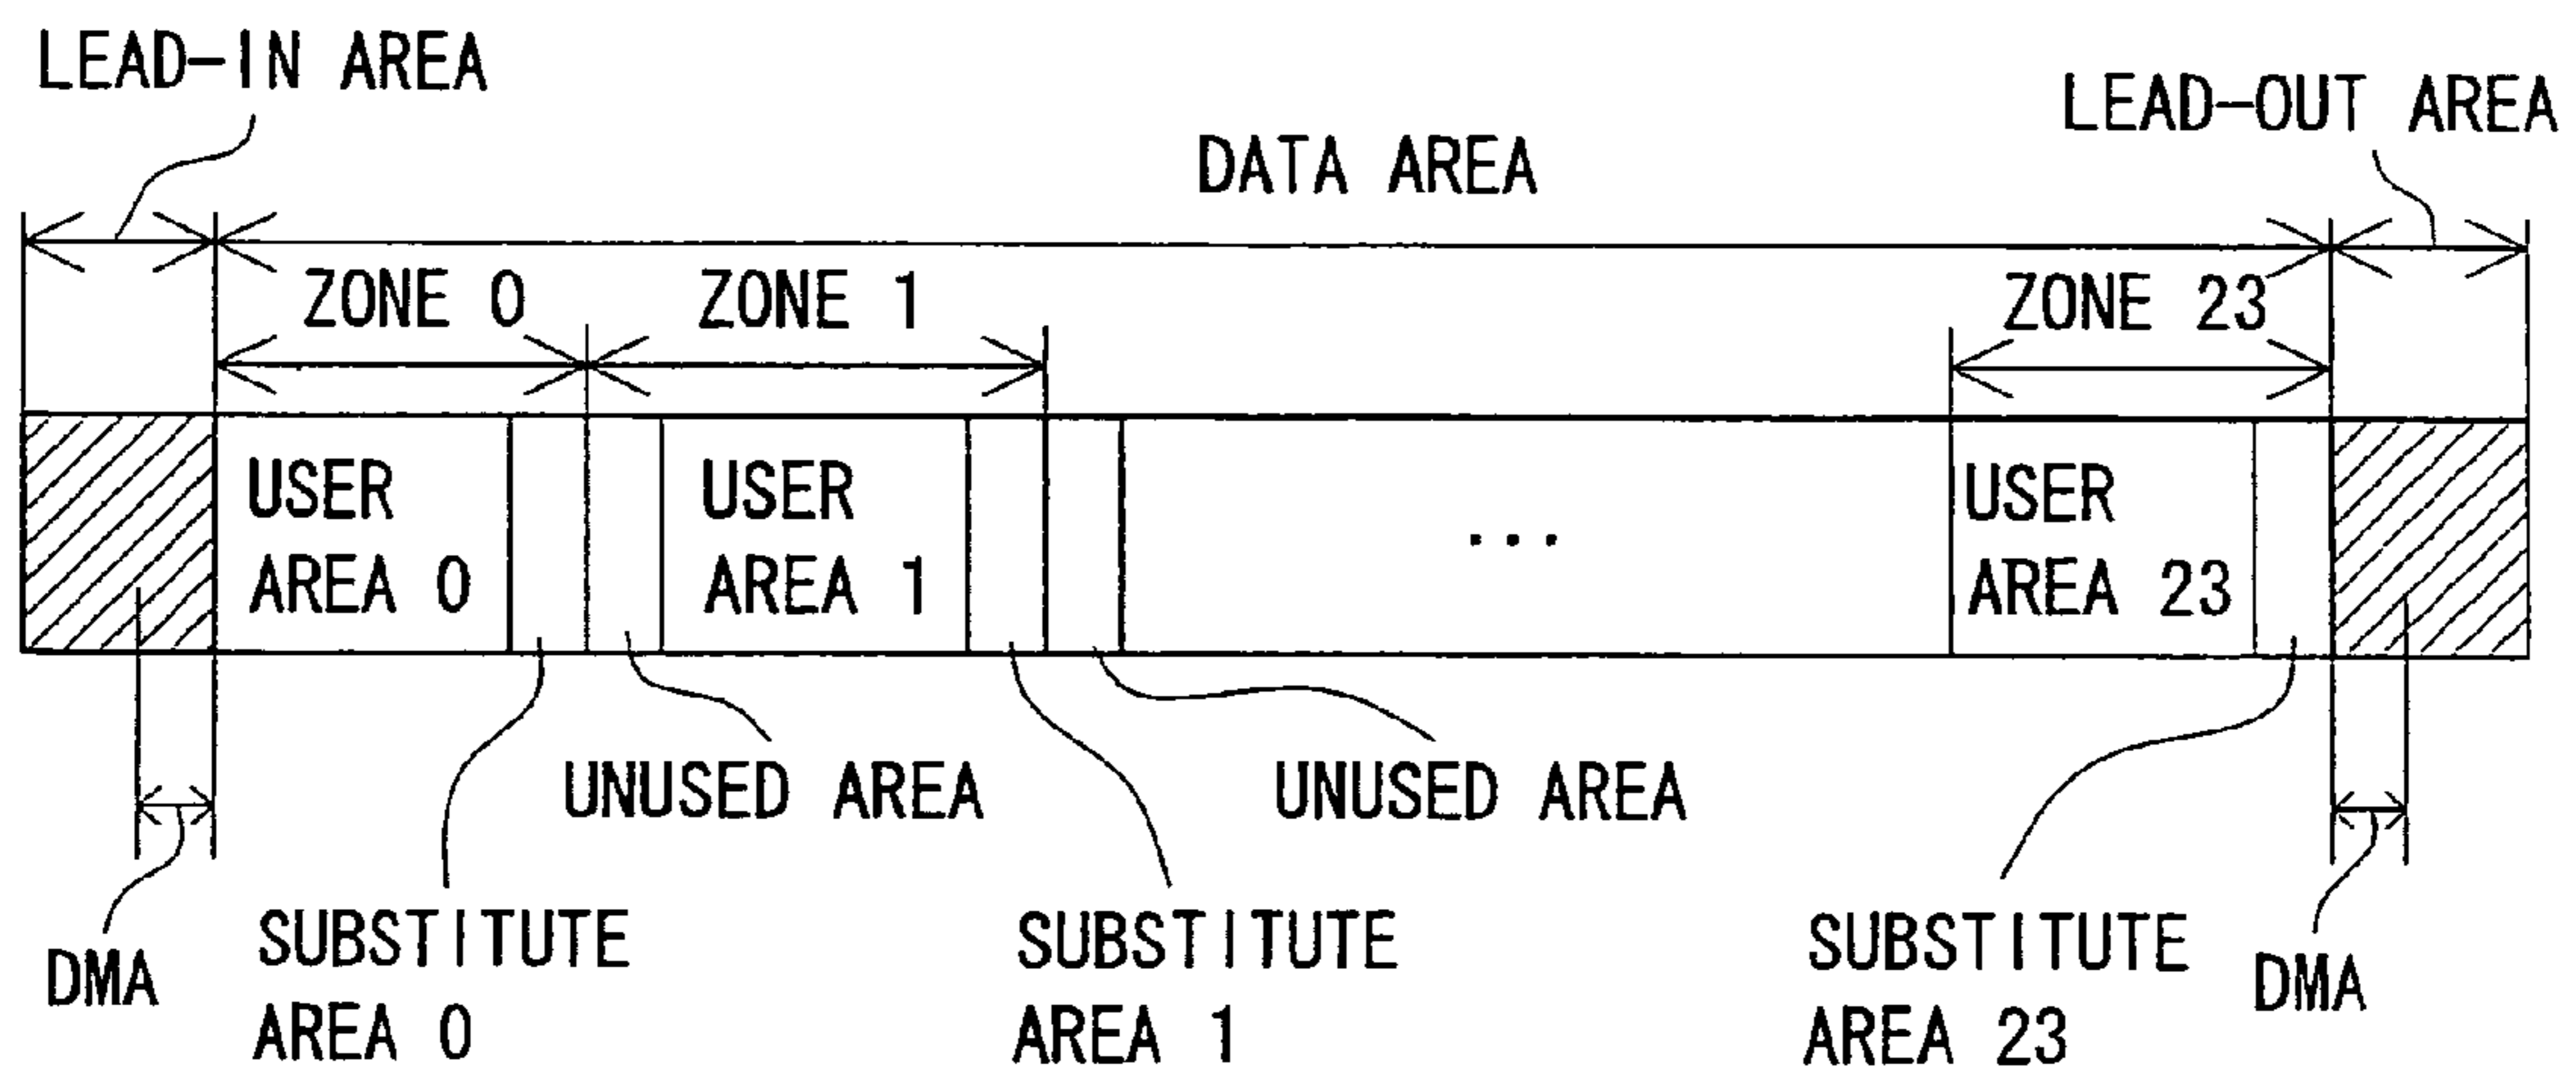 LEAD-IN AREA
LEAD-OUT AREA
DATA AREA
ZONE 0
ZONE 1
ZONE 23
USER
AREA 0
USER
AREA 1
...
USER
AREA 23
UNUSED AREA
UNUSED AREA
DMA
SUBSTITUTE
AREA 0
SUBSTITUTE
AREA 1
SUBSTITUTE
AREA 23
DMA